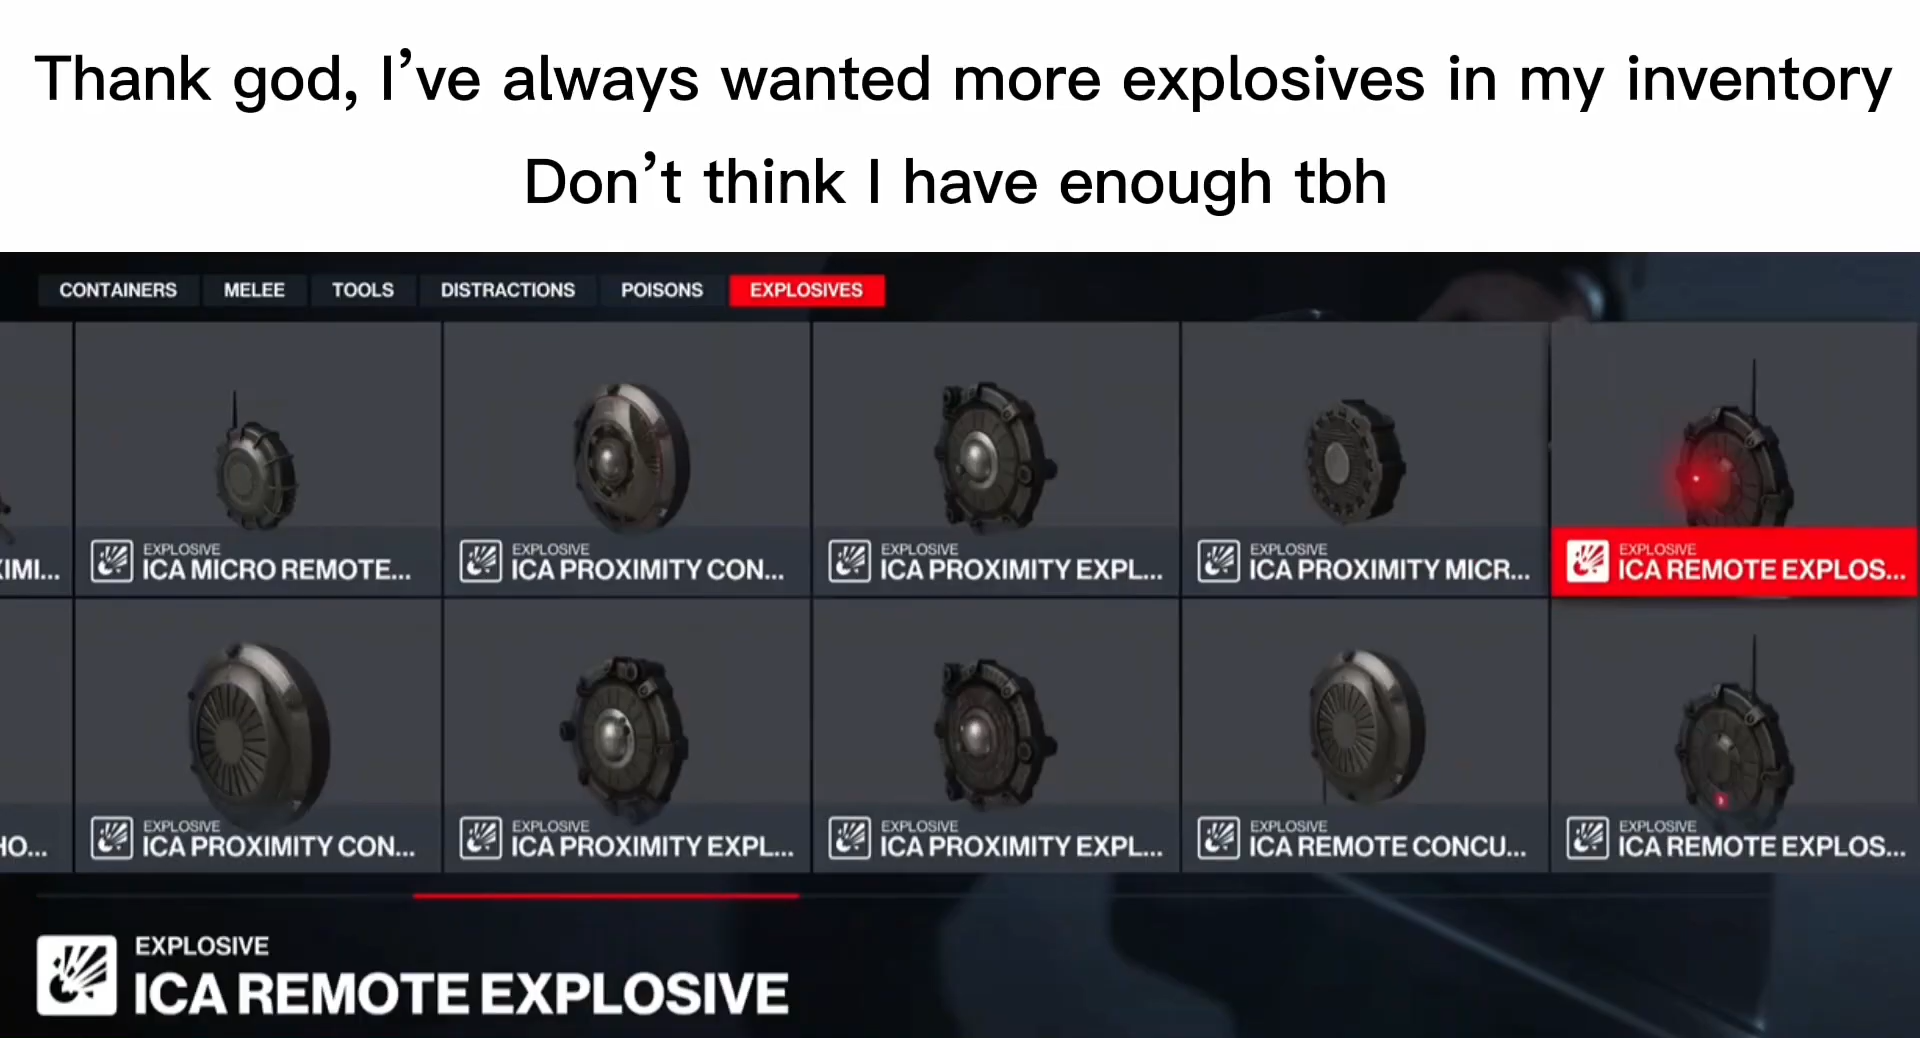 Thank god, I’ve always wanted more explosives in my inventory
Don’t think I have enough tbh
CONTAINERS MELEE TOOLS DISTRACTIONS POISONS EXPLOSIVES
EXPLOSIVE EXPLOSIVE EXPLOSIVE EXPLOSIVE EXPLOSIVE
IMI... ICA MICRO REMOTE... ICA PROXIMITY CON... ICA PROXIMITY EXPL... ICA PROXIMITY MICR... ICA REMOTE EXPLOS...
EXPLOSIVE EXPLOSIVE EXPLOSIVE EXPLOSIVE EXPLOSIVE
HO... ICA PROXIMITY CON... ICA PROXIMITY EXPL... ICA PROXIMITY EXPL... ICA REMOTE CONCU... ICA REMOTE EXPLOS...
EXPLOSIVE
ICA REMOTE EXPLOSIVE